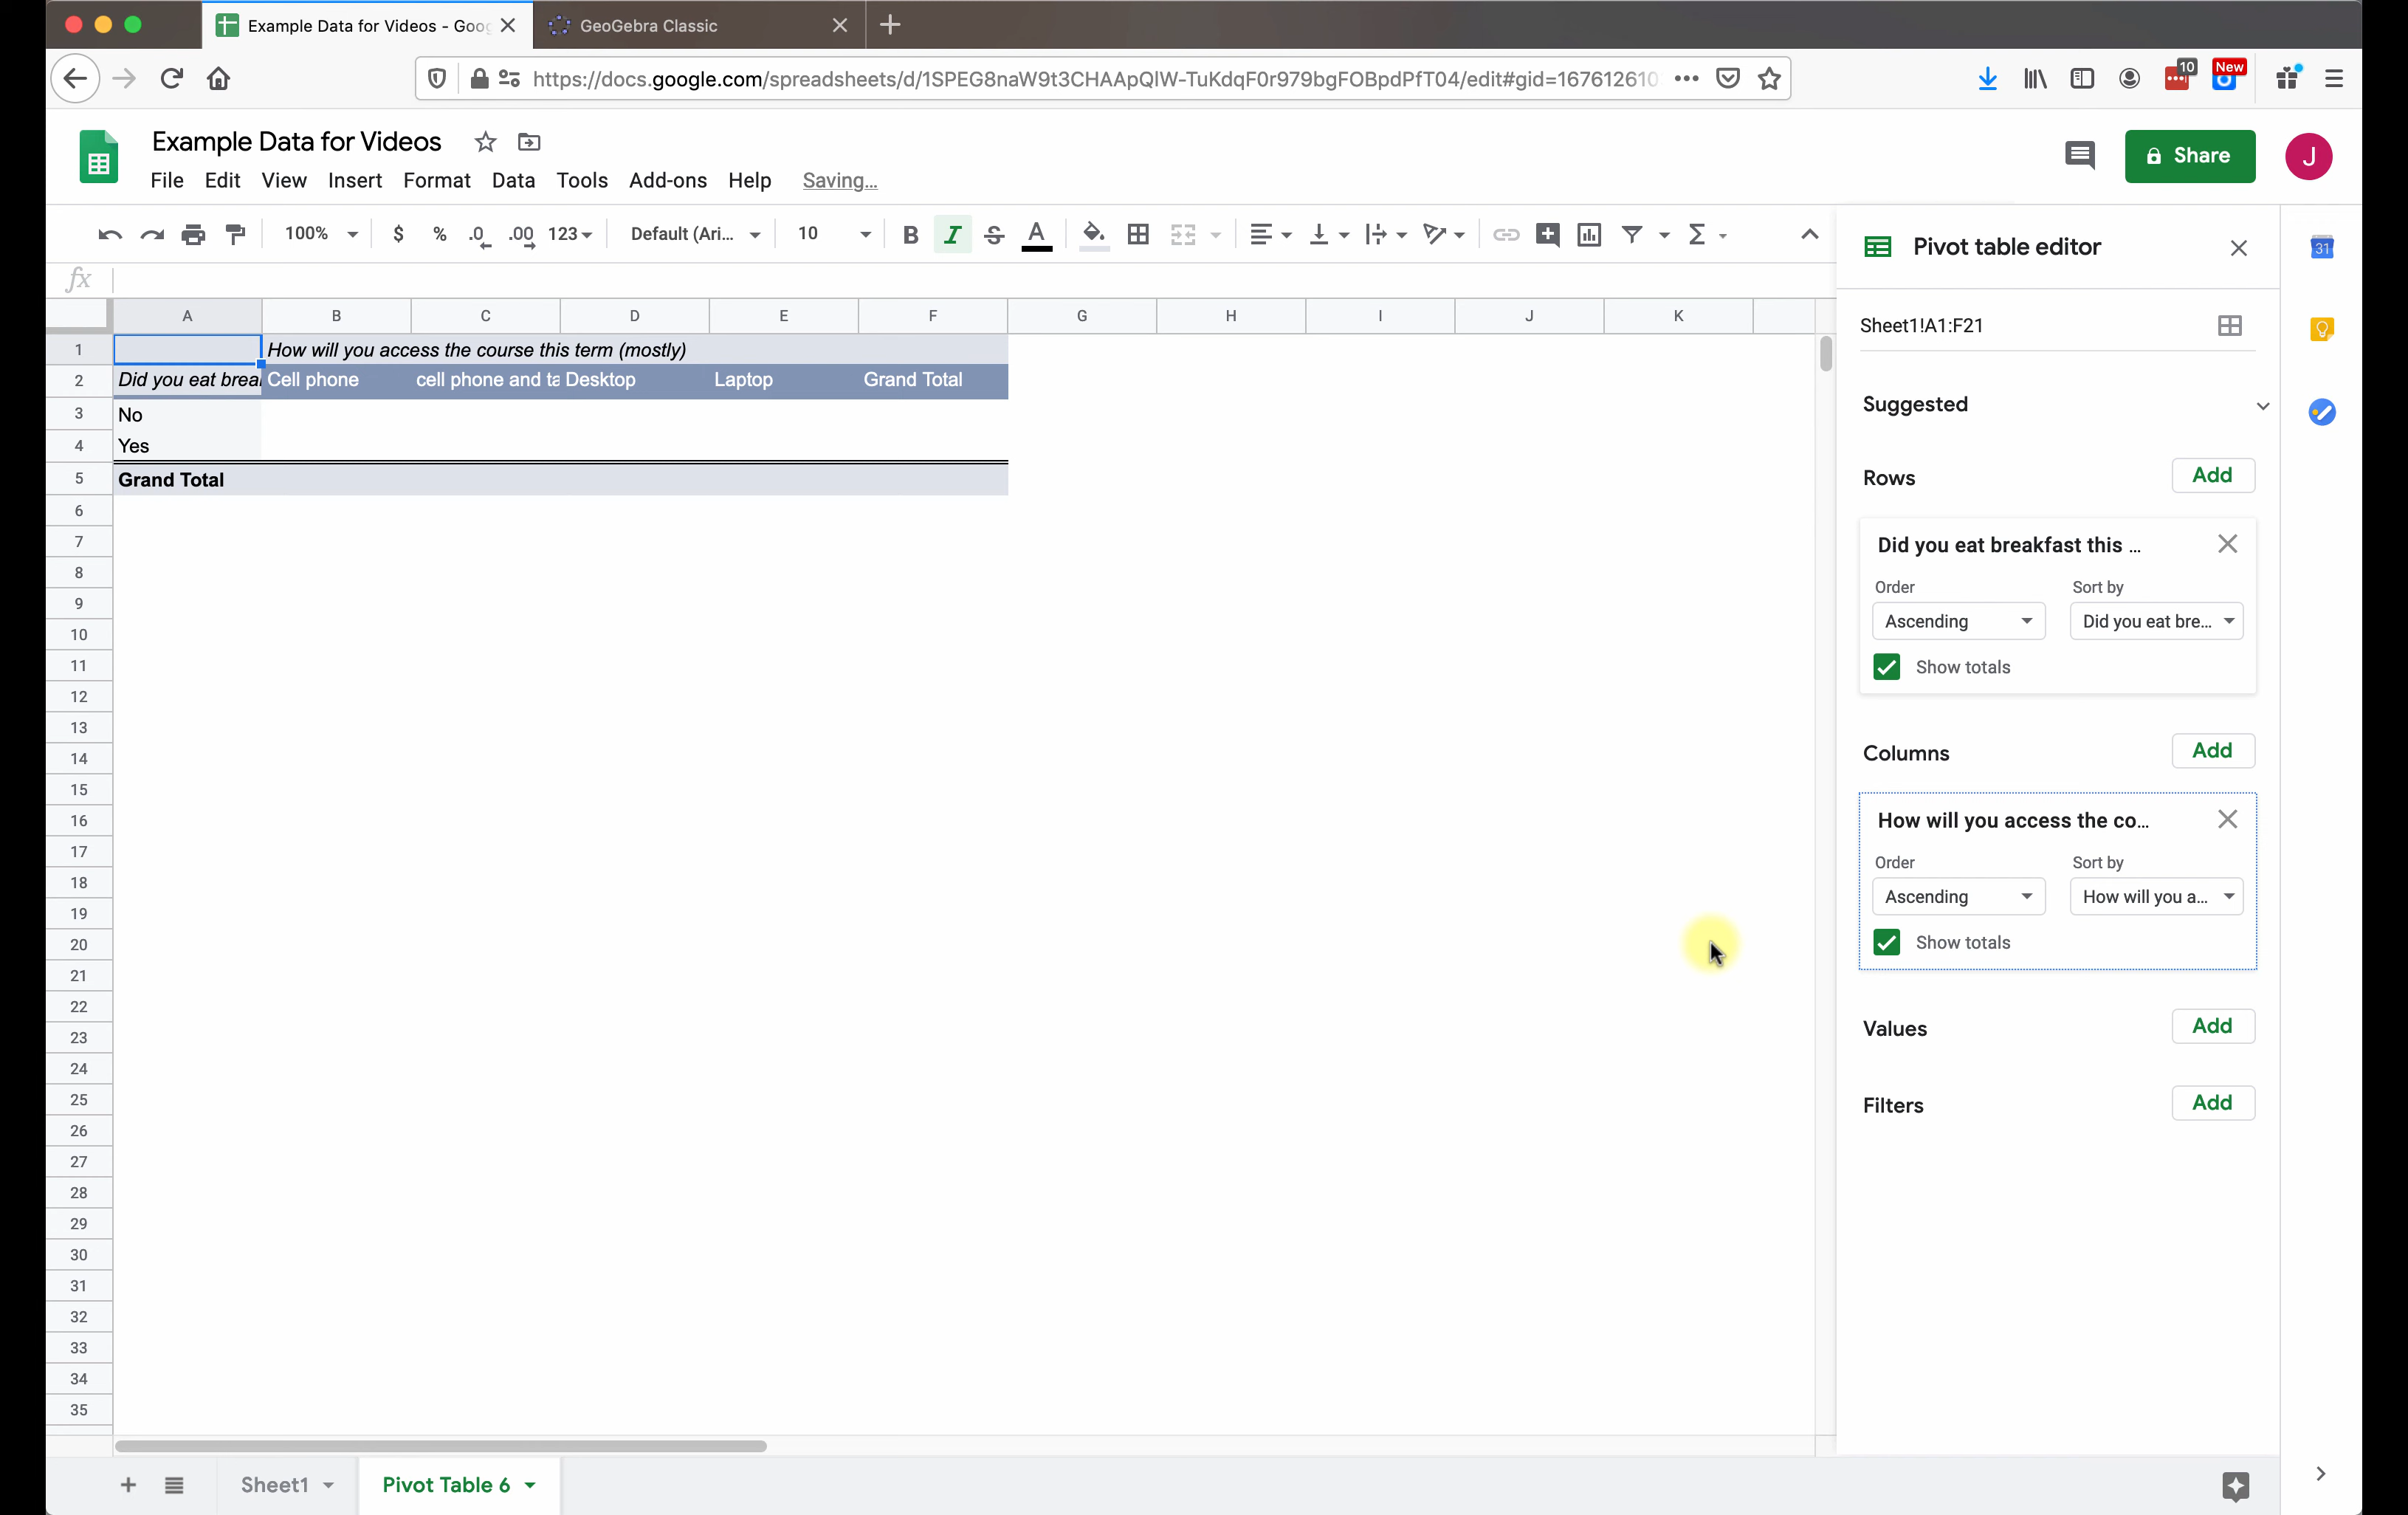 Example Data for Videos - Goog
GeoGebra Classic
https://docs.google.com/spreadsheets/d/1SPEG8naW9t3CHAApQlW-TuKdqF0r979bgFOBpdPfT04/edit#gid=167612610
10
New
Example Data for Videos
File Edit View Insert Format Data Tools Add-ons Help Saving...
Share
J
100% $ % .0 .00 123 Default (Ari... 10 B I S A
fx
Pivot table editor
31
A B C D E F G H I J K
Sheet1!A1:F21
1 How will you access the course this term (mostly)
2 Did you eat brea Cell phone cell phone and ta Desktop Laptop Grand Total
3 No
4 Yes
5 Grand Total
6
7
8
9
10
11
12
13
14
15
16
17
18
19
20
21
22
23
24
25
26
27
28
29
30
31
32
33
34
35
Suggested
Rows Add
Did you eat breakfast this ...
Order Sort by
Ascending Did you eat bre...
Show totals
Columns Add
How will you access the co...
Order Sort by
Ascending How will you a...
Show totals
Values Add
Filters Add
Sheet1 Pivot Table 6